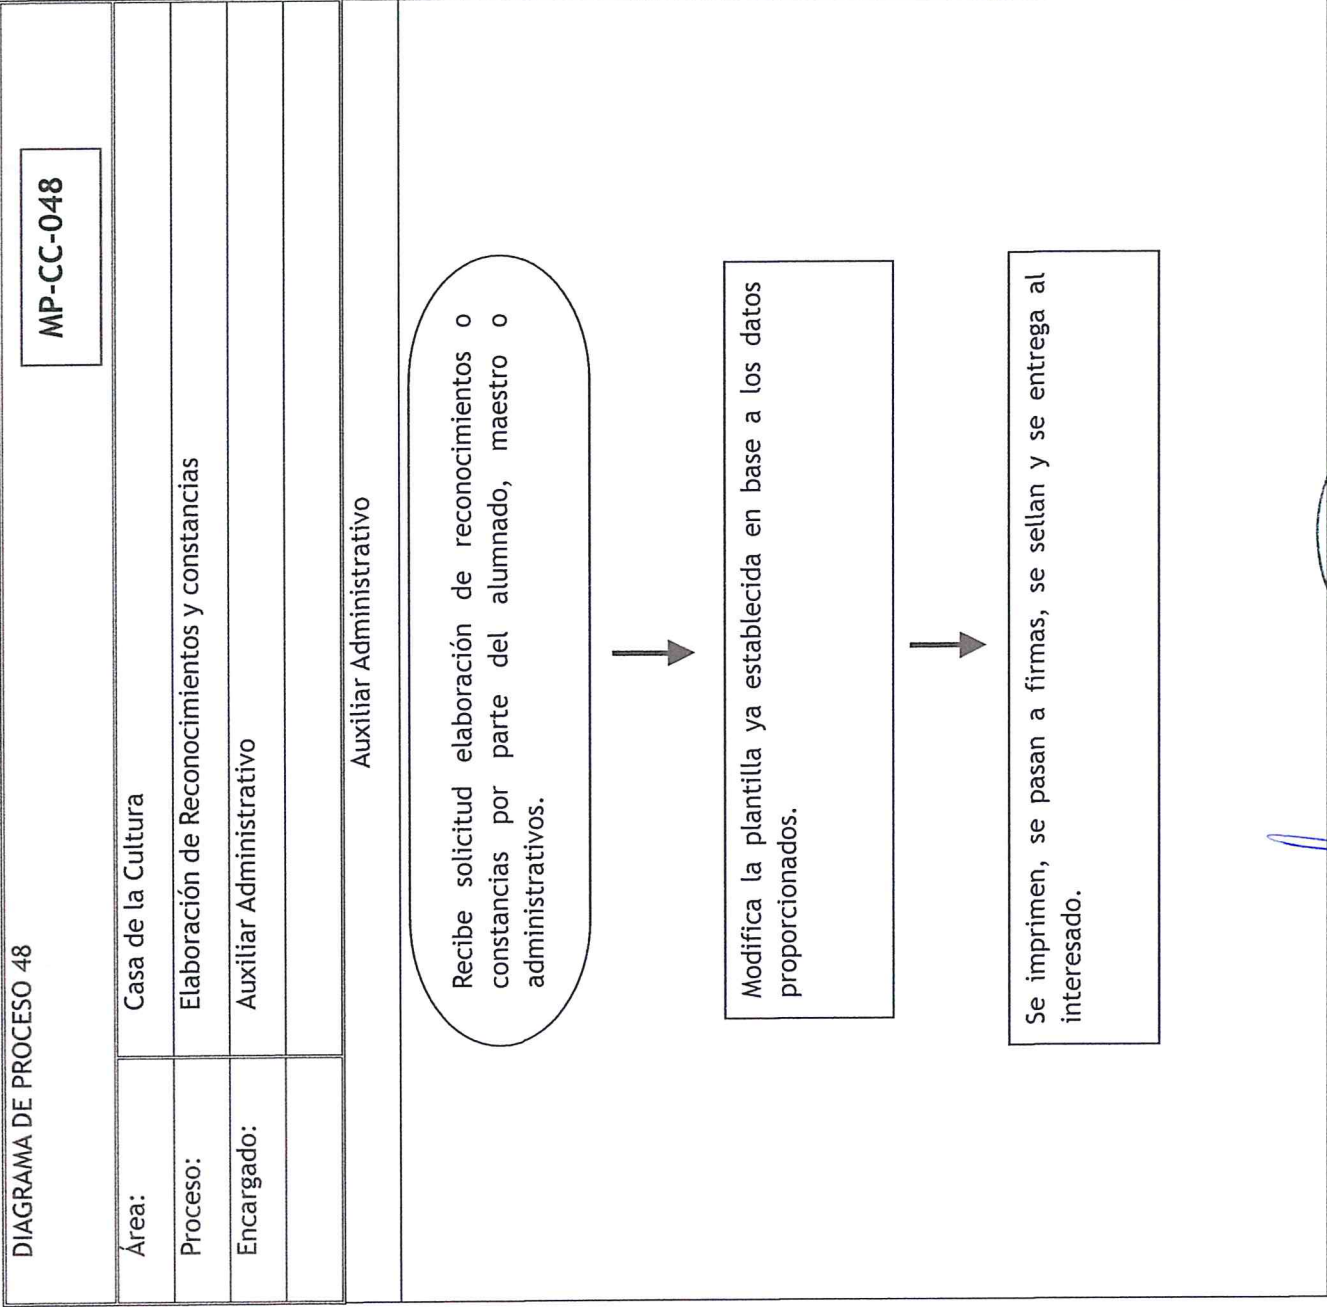 DIAGRAMA DE PROCESO 48
MP-CC-048
Área: Casa de la Cultura
Proceso: Elaboración de Reconocimientos y constancias
Encargado: Auxiliar Administrativo
Auxiliar Administrativo
Recibe solicitud elaboración de reconocimientos o
constancias por parte del alumnado, maestro o
administrativos.
Modifica la plantilla ya establecida en base a los datos
proporcionados.
Se imprimen, se pasan a firmas, se sellan y se entrega al
interesado.